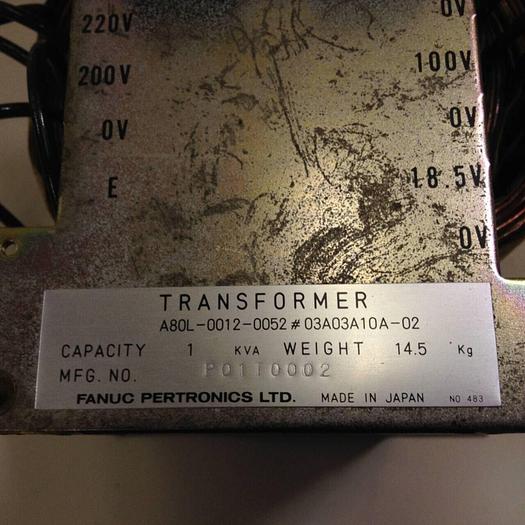 220V
0V
200V
100V
0V
0V
E
18.5V
0V
TRANSFORMER
A80L-0012-0052#03A03A10A-02
CAPACITY 1 KVA WEIGHT 14.5 Kg
MFG. NO. P0110002
FANUC PERTRONICS LTD. MADE IN JAPAN NO 483